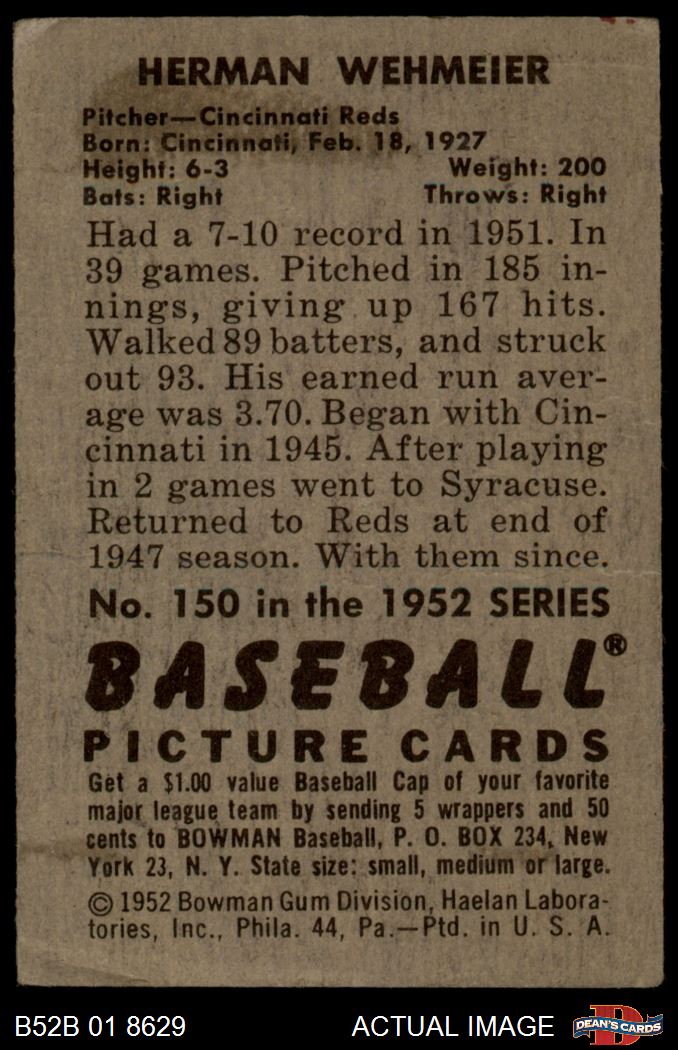 HERMAN WEHMEIER
Pitcher—Cincinnati Reds
Born: Cincinnati, Feb. 18, 1927
Height: 6-3 Weight: 200
Bats: Right Throws: Right
Had a 7-10 record in 1951. In
39 games. Pitched in 185 in-
nings, giving up 167 hits.
Walked 89 batters, and struck
out 93. His earned run aver-
age was 3.70. Began with Cin-
cinnati in 1945. After playing
in 2 games went to Syracuse.
Returned to Reds at end of
1947 season. With them since.
No. 150 in the 1952 SERIES
BASEBALL®
PICTURE CARDS
Get a $1.00 value Baseball Cap of your favorite
major league team by sending 5 wrappers and 50
cents to BOWMAN Baseball, P. O. BOX 234, New
York 23, N. Y. State size: small, medium or large.
© 1952 Bowman Gum Division, Haelan Labora-
tories, Inc., Phila. 44, Pa.—Ptd. in U. S. A.
B52B 01 8629 ACTUAL IMAGE D DEAN'S CARDS